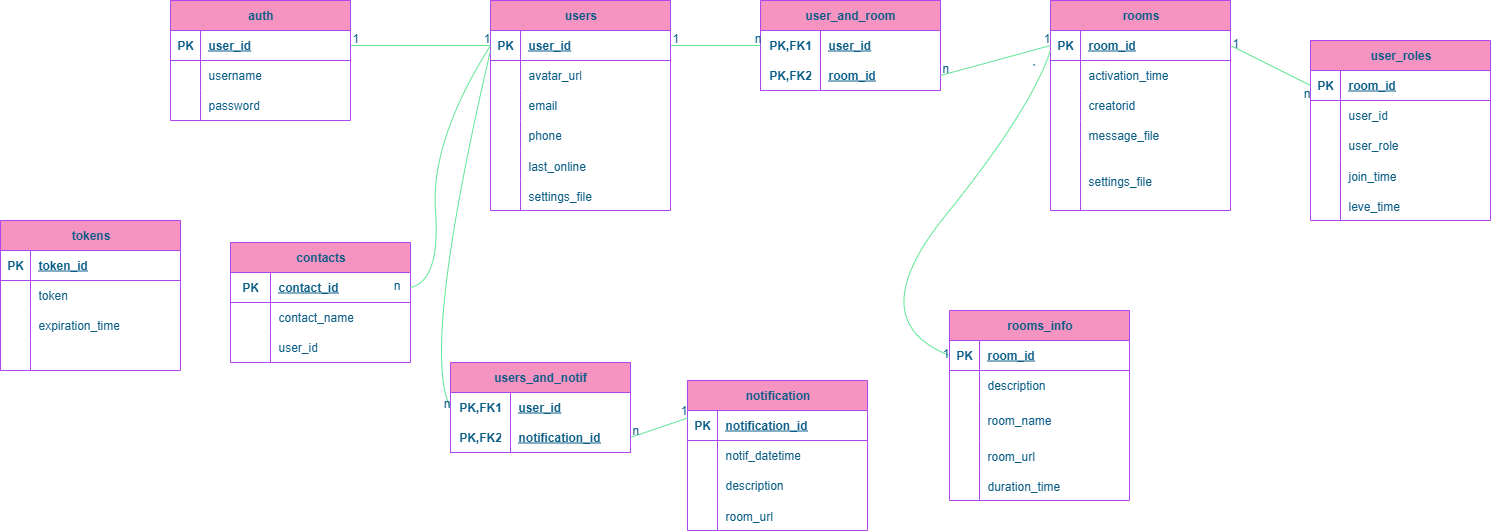 auth
PK user_id
username
password
1
1
users
PK user_id
avatar_url
email
phone
last_online
settings_file
1
n
user_and_room
PK,FK1 user_id
PK,FK2 room_id
n
1
`
rooms
PK room_id
activation_time
creatorid
message_file
settings_file
1
n
user_roles
PK room_id
user_id
user_role
join_time
leve_time
tokens
PK token_id
token
expiration_time
contacts
PK contact_id n
contact_name
user_id
n
users_and_notif
PK,FK1 user_id
PK,FK2 notification_id
n
1
notification
PK notification_id
notif_datetime
description
room_url
1
rooms_info
PK room_id
description
room_name
room_url
duration_time